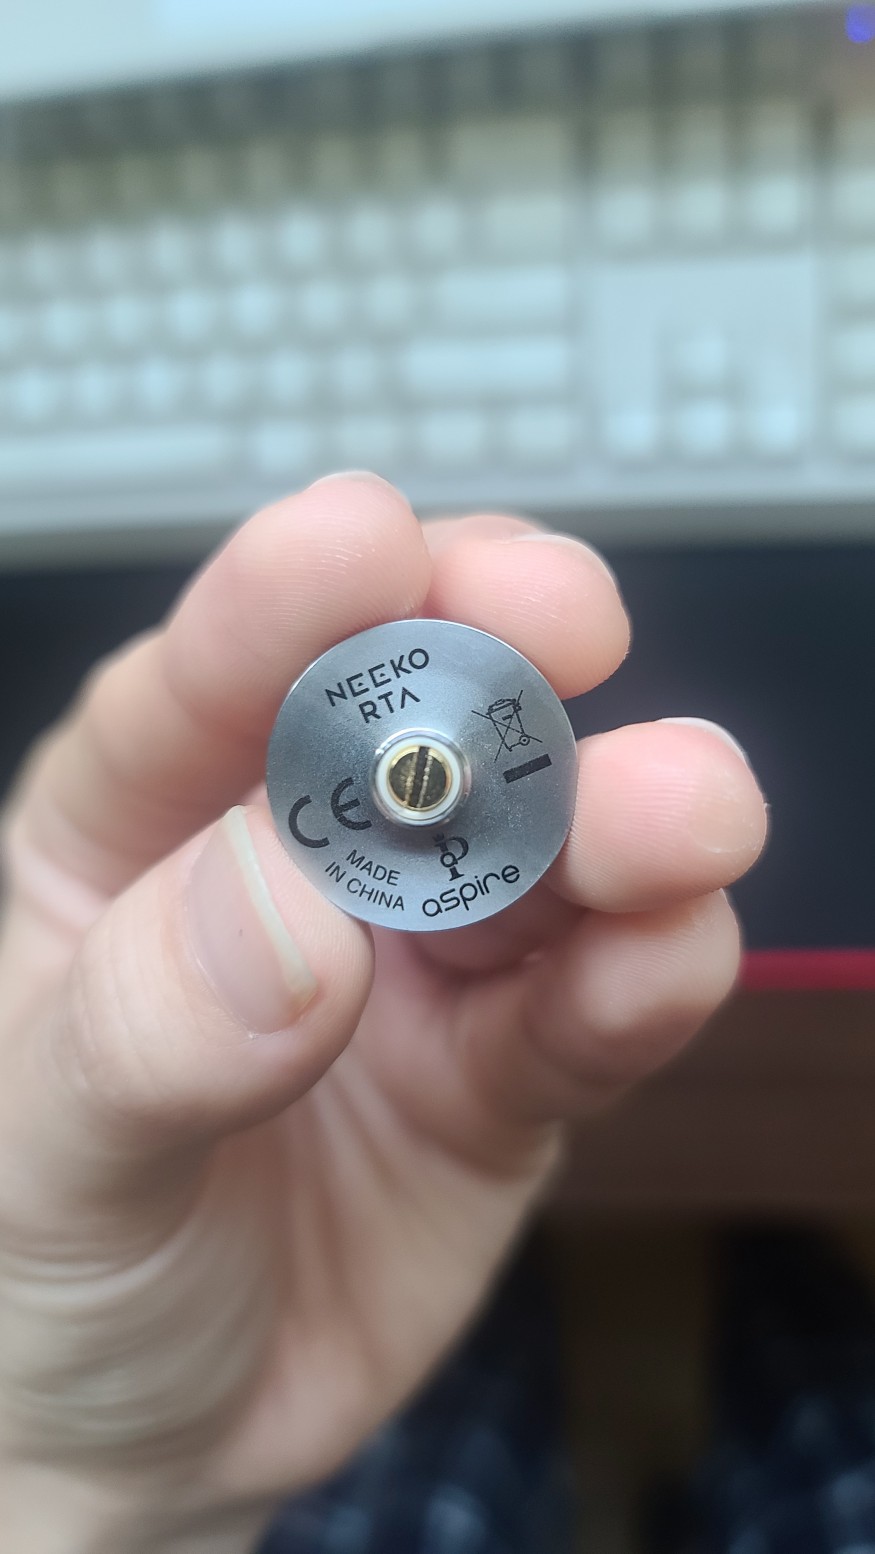 NEEKO
RTA
CE
MADE
IN CHINA
aspire